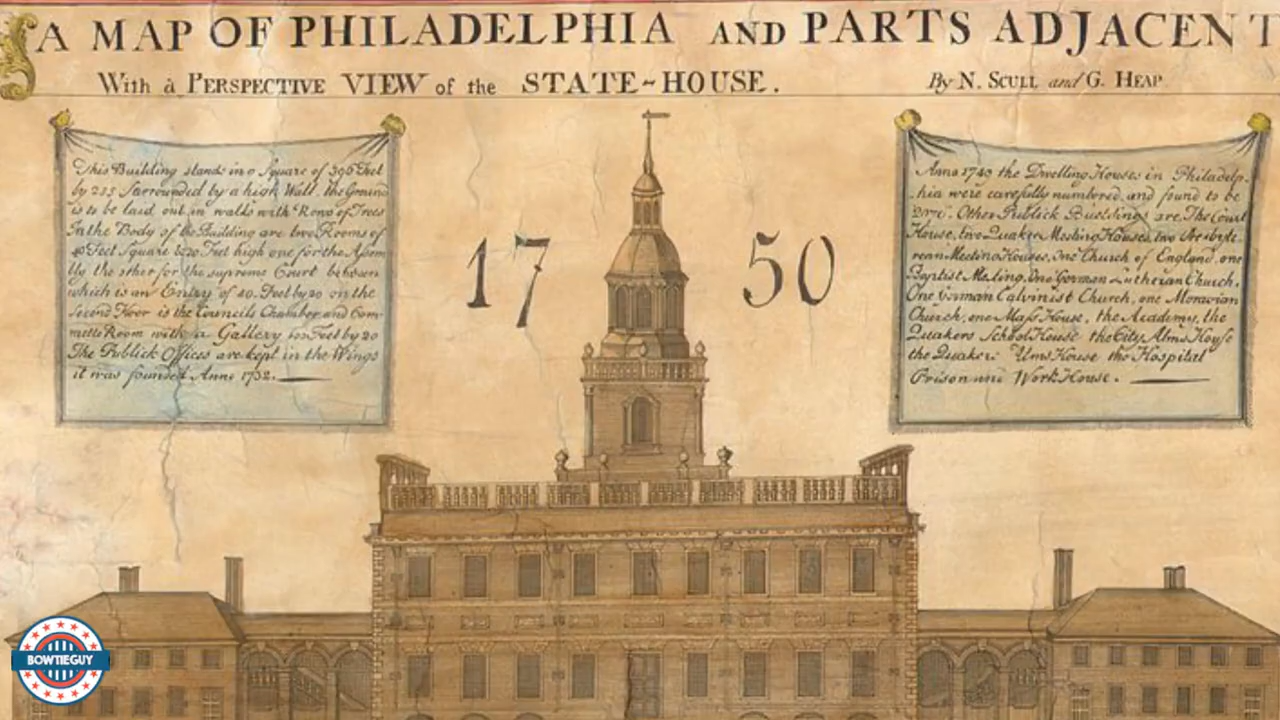 A MAP OF PHILADELPHIA AND PARTS ADJACENT
With a PERSPECTIVE VIEW of the STATE-HOUSE.
By N. SCULL and G. HEAP
This Building stands in a Square of 396 Feet
by 255 Surrounded by a high Wall. the Ground
is to be laid out in walks with Rows of Trees
In the Body of the Building are two Rooms of
40 Feet Square & 20 Feet high one for the Assem
bly the other for the supreme Court between
which is an Entry of 40 Feet by 20 on the
Second Floor is the Councils Chamber and Com-
mitte Room with a Gallery 100 Feet by 20
The Publick Offices are kept in the Wings
it was founded Anno 1732.
17 50
Anno 1749 the Dwelling Houses in Philadelp-
hia were carefully numbered and found to be
Other Publick Buildings are, The Court
House, two Quaker Meeting Houses, two
Meeting Houses, One Church of England, one
Baptist Meeting, One German Lutheran Church,
One German Calvinist Church, one Moravian
Church, one Mass House, the Academy, the
Quakers School House the City Alms House
the Quakers Alms House the Hospital
Prison and Work House.
BOWTIEGUY